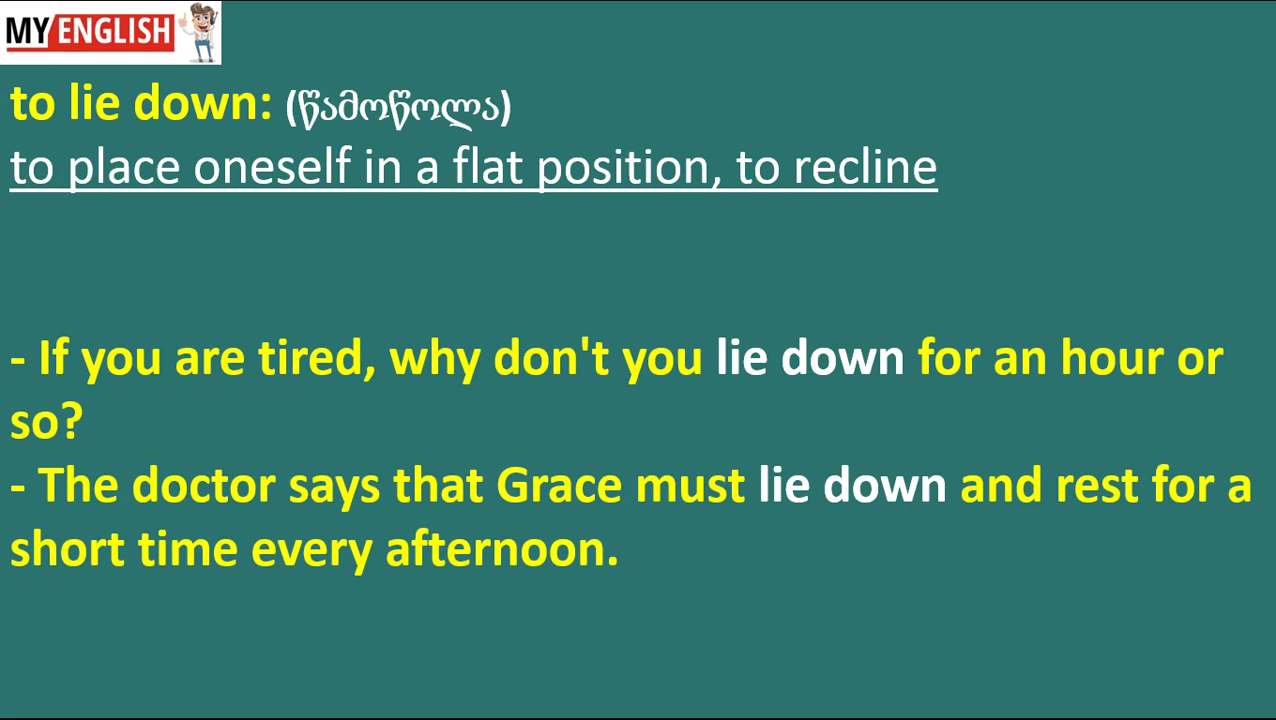 MY ENGLISH
to lie down: (წამოწოლა)
to place oneself in a flat position, to recline
- If you are tired, why don't you lie down for an hour or
so?
- The doctor says that Grace must lie down and rest for a
short time every afternoon.